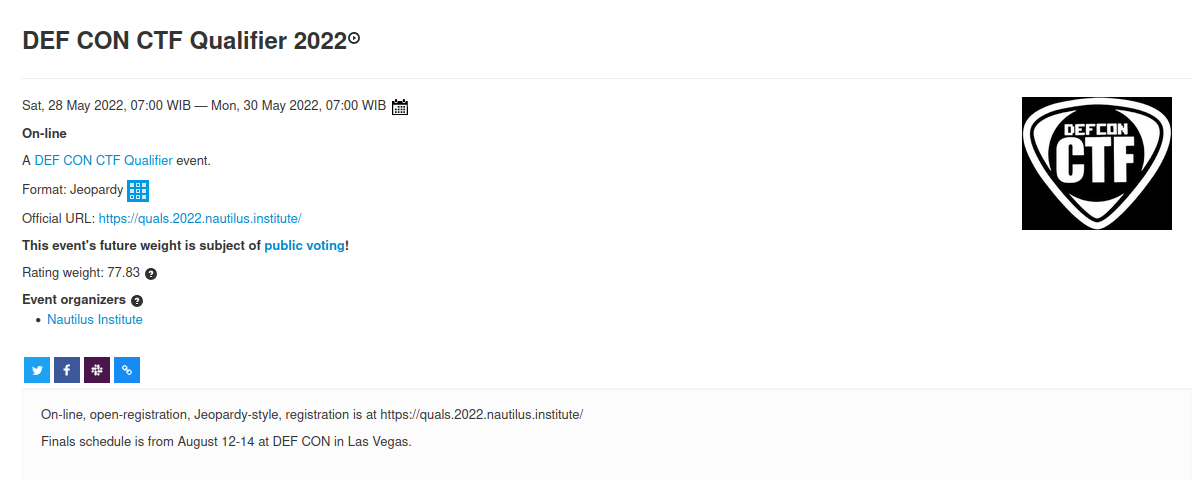 DEF CON CTF Qualifier 2022
Sat, 28 May 2022, 07:00 WIB — Mon, 30 May 2022, 07:00 WIB
On-line
A DEF CON CTF Qualifier event.
Format: Jeopardy
Official URL: https://quals.2022.nautilus.institute/
This event's future weight is subject of public voting!
Rating weight: 77.83 ?
Event organizers ?
• Nautilus Institute
DEFCON
CTF
On-line, open-registration, Jeopardy-style, registration is at https://quals.2022.nautilus.institute/
Finals schedule is from August 12-14 at DEF CON in Las Vegas.